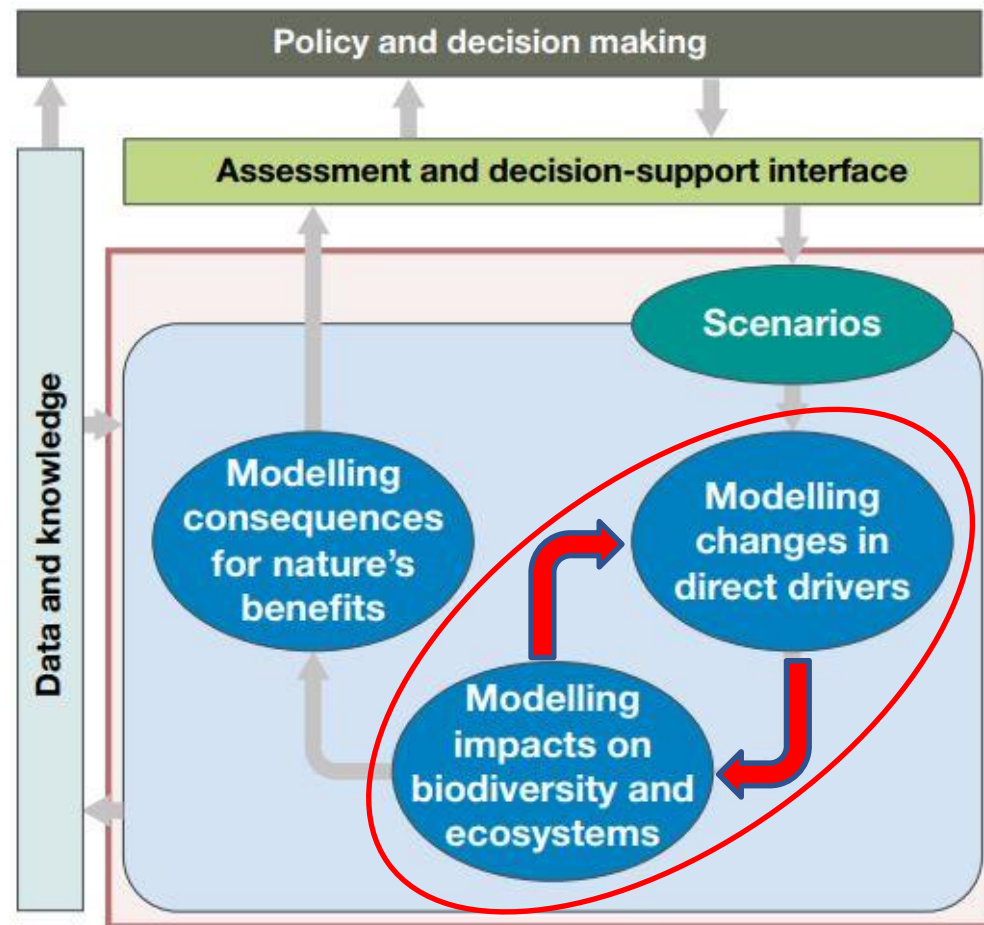 Policy and decision making
Assessment and decision-support interface
Data and knowledge
Scenarios
Modelling
consequences
for nature's
benefits
Modelling
changes in
direct drivers
Modelling
impacts on
biodiversity and
ecosystems